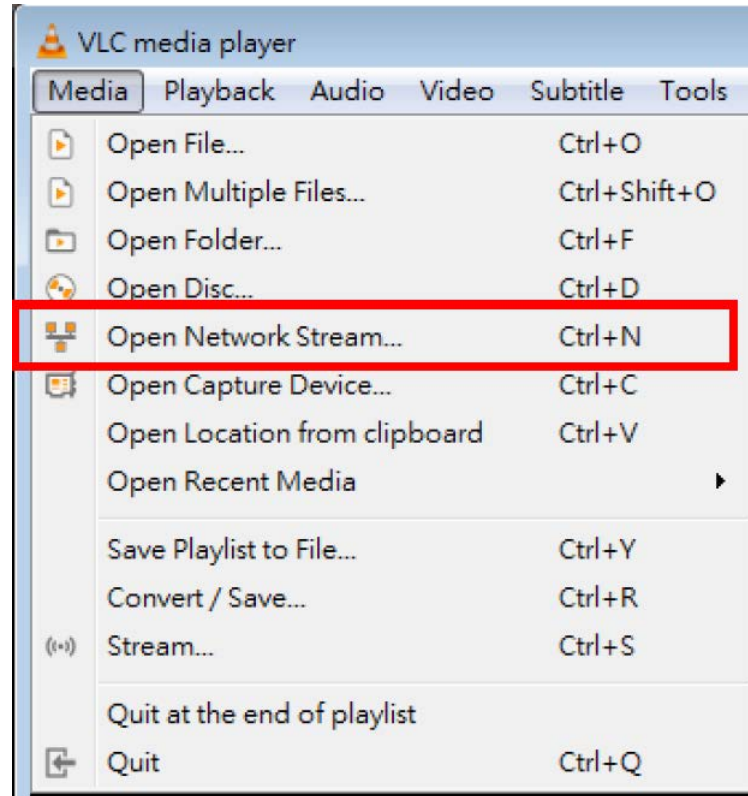 VLC media player
Media Playback Audio Video Subtitle Tools
Open File... Ctrl+O
Open Multiple Files... Ctrl+Shift+O
Open Folder... Ctrl+F
Open Disc... Ctrl+D
Open Network Stream... Ctrl+N
Open Capture Device... Ctrl+C
Open Location from clipboard Ctrl+V
Open Recent Media
Save Playlist to File... Ctrl+Y
Convert / Save... Ctrl+R
Stream... Ctrl+S
Quit at the end of playlist
Quit Ctrl+Q